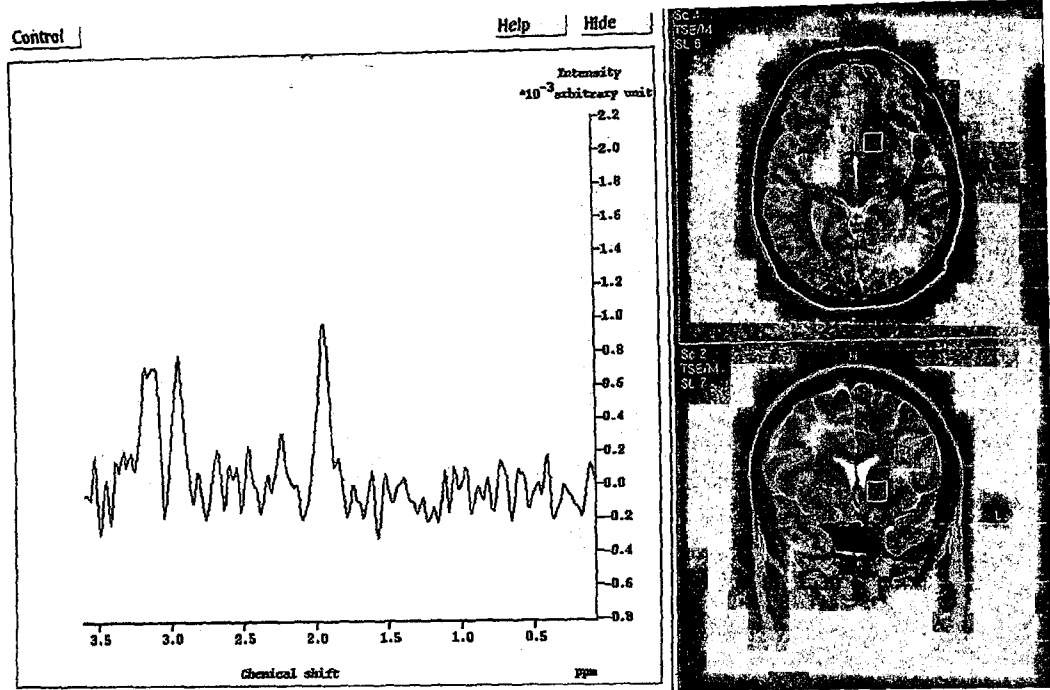 Control
Help
Hide
Intensity
*10-3 arbitrary unit
2.2
2.0
1.8
1.6
1.4
1.2
1.0
0.8
0.6
0.4
0.2
0.0
0.2
0.4
0.6
0.8
3.5 3.0 2.5 2.0 1.5 1.0 0.5
Chemical shift ppm
TSE/M
SL 6
Sc 2
TSE/M
SL 7
H